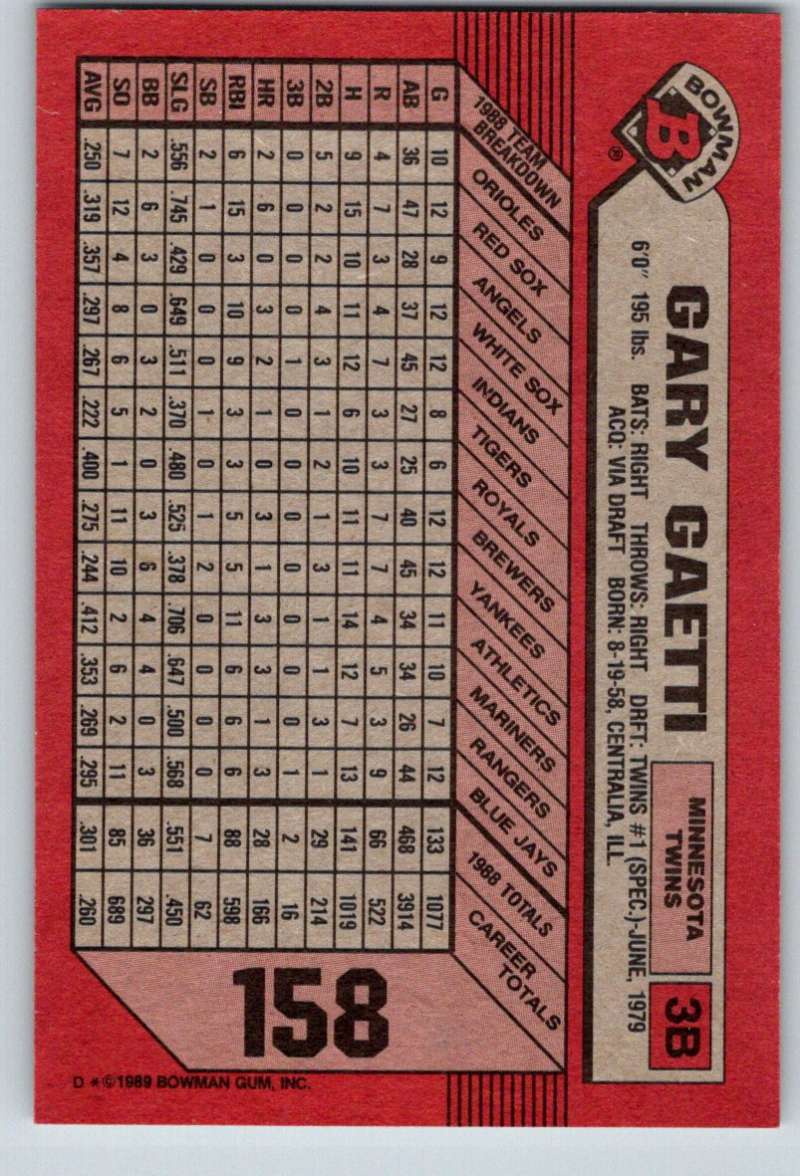 BOWMAN
B
®
GARY GAETTI
MINNESOTA
TWINS
3B
6'0" 195 lbs. BATS: RIGHT THROWS: RIGHT DRFT: TWINS #1 (SPEC.)-JUNE, 1979
ACQ: VIA DRAFT BORN: 8-19-58, CENTRALIA, ILL.
1988 TEAM
BREAKDOWN
ORIOLES
RED SOX
ANGELS
WHITE SOX
INDIANS
TIGERS
ROYALS
BREWERS
YANKEES
ATHLETICS
MARINERS
RANGERS
BLUE JAYS
1988 TOTALS
CAREER
TOTALS
G 10 12 9 12 12 8 6 12 12 11 10 7 12 133 1077
AB 36 47 28 37 45 27 25 40 45 34 34 26 44 468 3914
R 4 7 3 4 7 3 3 7 7 4 5 3 9 66 522
H 9 15 10 11 12 6 10 11 11 14 12 7 13 141 1019
2B 5 2 2 4 3 1 2 1 3 1 1 3 1 29 214
3B 0 0 0 0 1 0 0 0 0 0 0 0 1 2 16
HR 2 6 0 3 2 1 0 3 1 3 3 1 3 28 166
RBI 6 15 3 10 9 3 3 5 5 11 6 6 6 88 598
SB 2 1 0 0 0 1 0 1 2 0 0 0 0 7 62
SLG .556 .745 .429 .649 .511 .370 .480 .525 .378 .706 .647 .500 .568 .551 .450
BB 2 6 3 0 3 2 0 3 6 4 4 0 3 36 297
SO 7 12 4 8 6 5 1 11 10 2 6 2 11 85 689
AVG .250 .319 .357 .297 .267 .222 .400 .275 .244 .412 .353 .269 .295 .301 .260
158
D *©1989 BOWMAN GUM, INC.